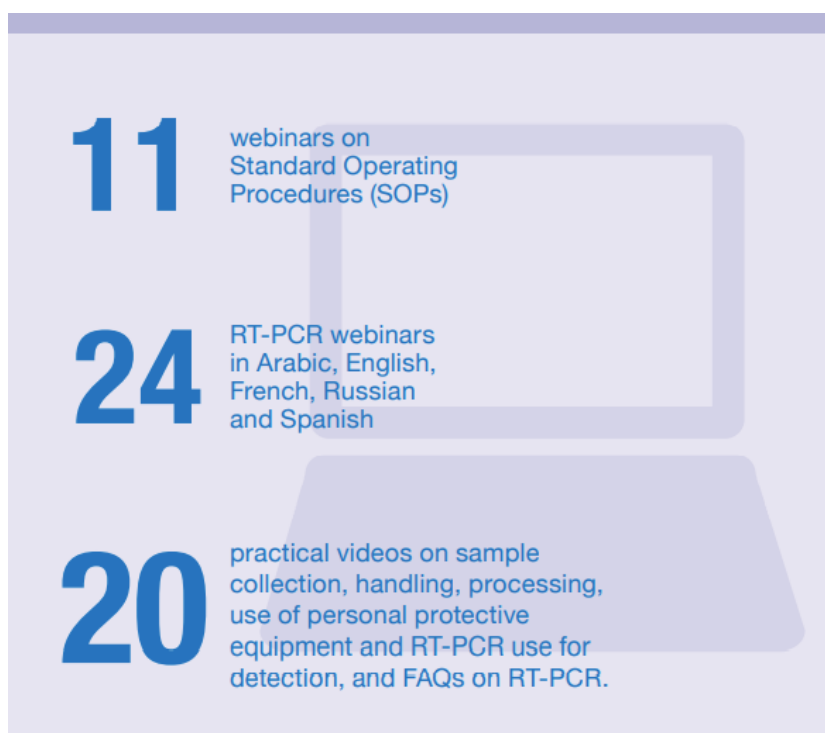 11
webinars on
Standard Operating
Procedures (SOPs)
24
RT-PCR webinars
in Arabic, English,
French, Russian
and Spanish
20
practical videos on sample
collection, handling, processing,
use of personal protective
equipment and RT-PCR use for
detection, and FAQs on RT-PCR.